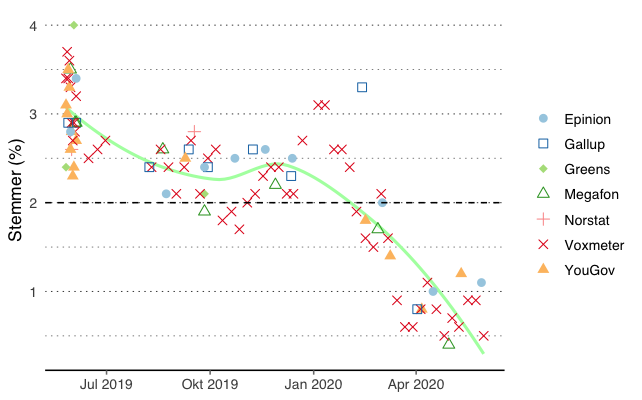 4
3
2
1
Stemmer (%)
Jul 2019
Okt 2019
Jan 2020
Apr 2020
Epinion
Gallup
Greens
Megafon
Norstat
Voxmeter
YouGov